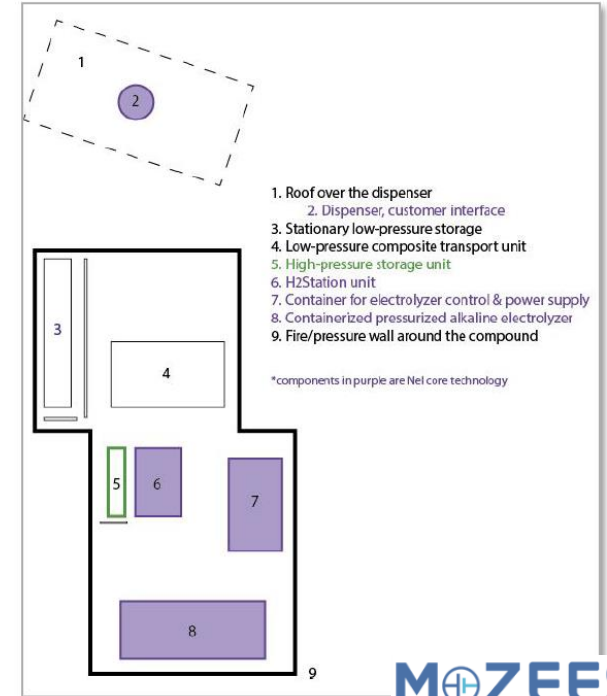 1
2
1. Roof over the dispenser
2. Dispenser, customer interface
3. Stationary low-pressure storage
4. Low-pressure composite transport unit
5. High-pressure storage unit
6. H2Station unit
7. Container for electrolyzer control & power supply
8. Containerized pressurized alkaline electrolyzer
9. Fire/pressure wall around the compound
*components in purple are Nel core technology
3
4
5
6
7
8
9
MOZEES